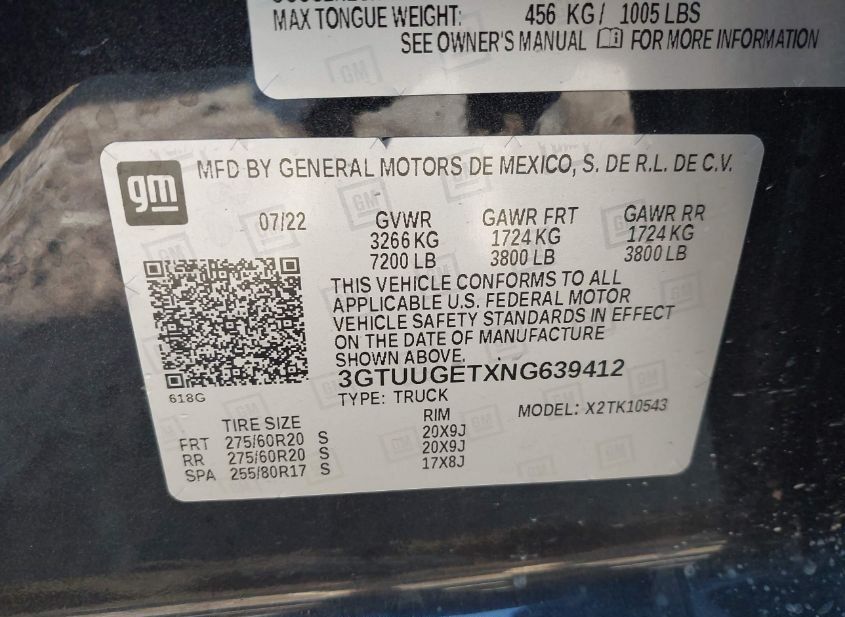 MAX TONGUE WEIGHT: 456 KG / 1005 LBS
SEE OWNER'S MANUAL FOR MORE INFORMATION
gm
MFD BY GENERAL MOTORS DE MEXICO, S. DE R.L. DE C.V.
07/22 GVWR GAWR FRT GAWR RR
3266 KG 1724 KG 1724 KG
7200 LB 3800 LB 3800 LB
THIS VEHICLE CONFORMS TO ALL
APPLICABLE U.S. FEDERAL MOTOR
VEHICLE SAFETY STANDARDS IN EFFECT
ON THE DATE OF MANUFACTURE
SHOWN ABOVE.
3GTUUGETXNG639412
618G
TYPE: TRUCK
MODEL: X2TK10543
TIRE SIZE RIM
FRT 275/60R20 S 20X9J
RR 275/60R20 S 20X9J
SPA 255/80R17 S 17X8J